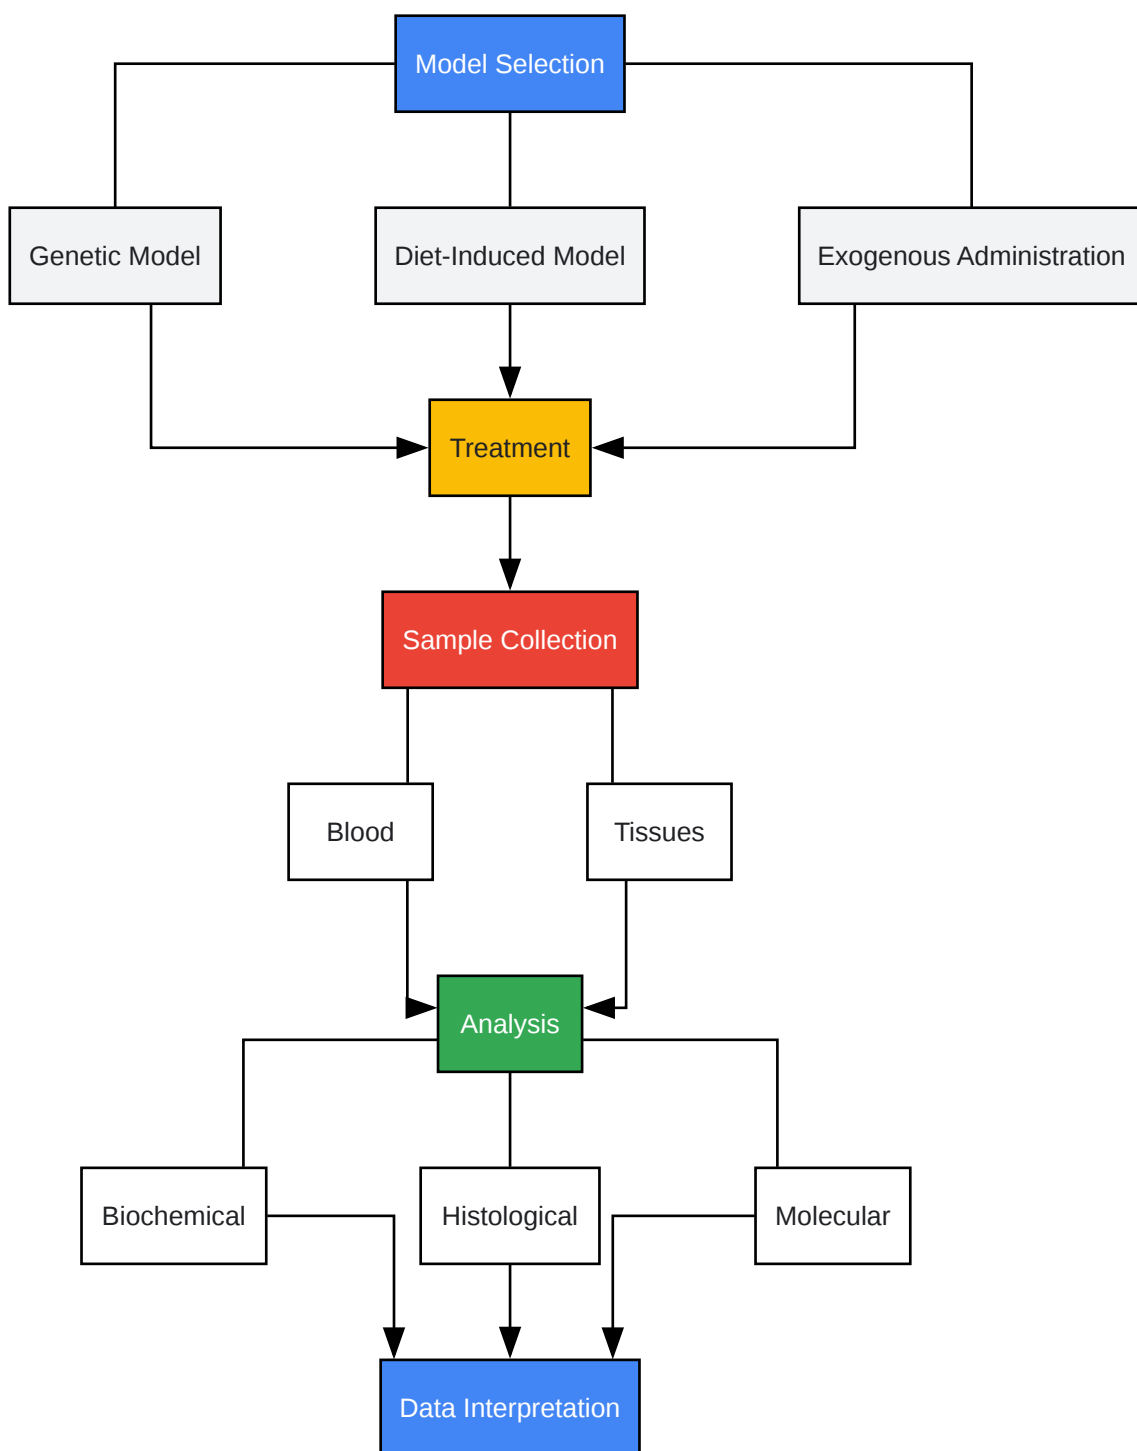 Model Selection
Genetic Model
Diet-Induced Model
Exogenous Administration
Treatment
Sample Collection
Blood
Tissues
Analysis
Biochemical
Histological
Molecular
Data Interpretation